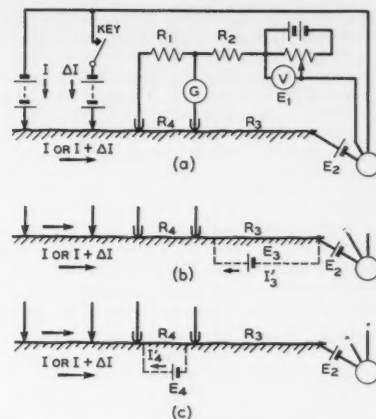 KEY
R1 R2
I ΔI
G V
E1
R4 R3
E2
I OR I + ΔI
(a)
R4 R3
E3
E2
I'3
I OR I + ΔI
(b)
R4 R3
I'4
E2
I OR I + ΔI
E4
(c)